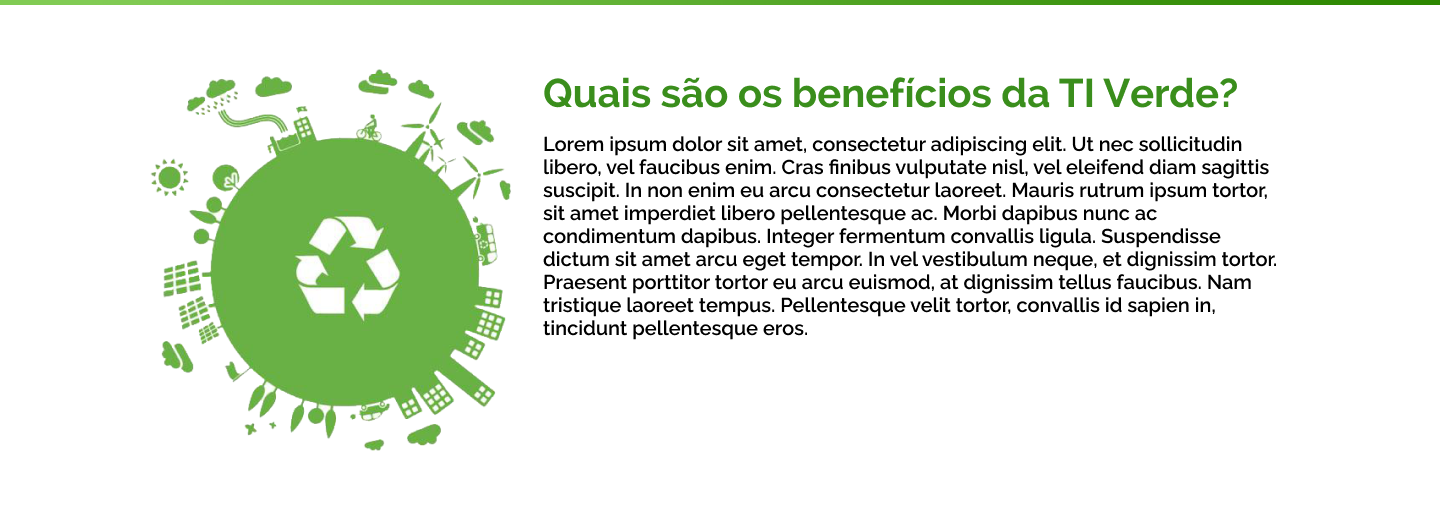 Quais são os benefícios da TI Verde?
Lorem ipsum dolor sit amet, consectetur adipiscing elit. Ut nec sollicitudin
libero, vel faucibus enim. Cras finibus vulputate nisl, vel eleifend diam sagittis
suscipit. In non enim eu arcu consectetur laoreet. Mauris rutrum ipsum tortor,
sit amet imperdiet libero pellentesque ac. Morbi dapibus nunc ac
condimentum dapibus. Integer fermentum convallis ligula. Suspendisse
dictum sit amet arcu eget tempor. In vel vestibulum neque, et dignissim tortor.
Praesent porttitor tortor eu arcu euismod, at dignissim tellus faucibus. Nam
tristique laoreet tempus. Pellentesque velit tortor, convallis id sapien in,
tincidunt pellentesque eros.